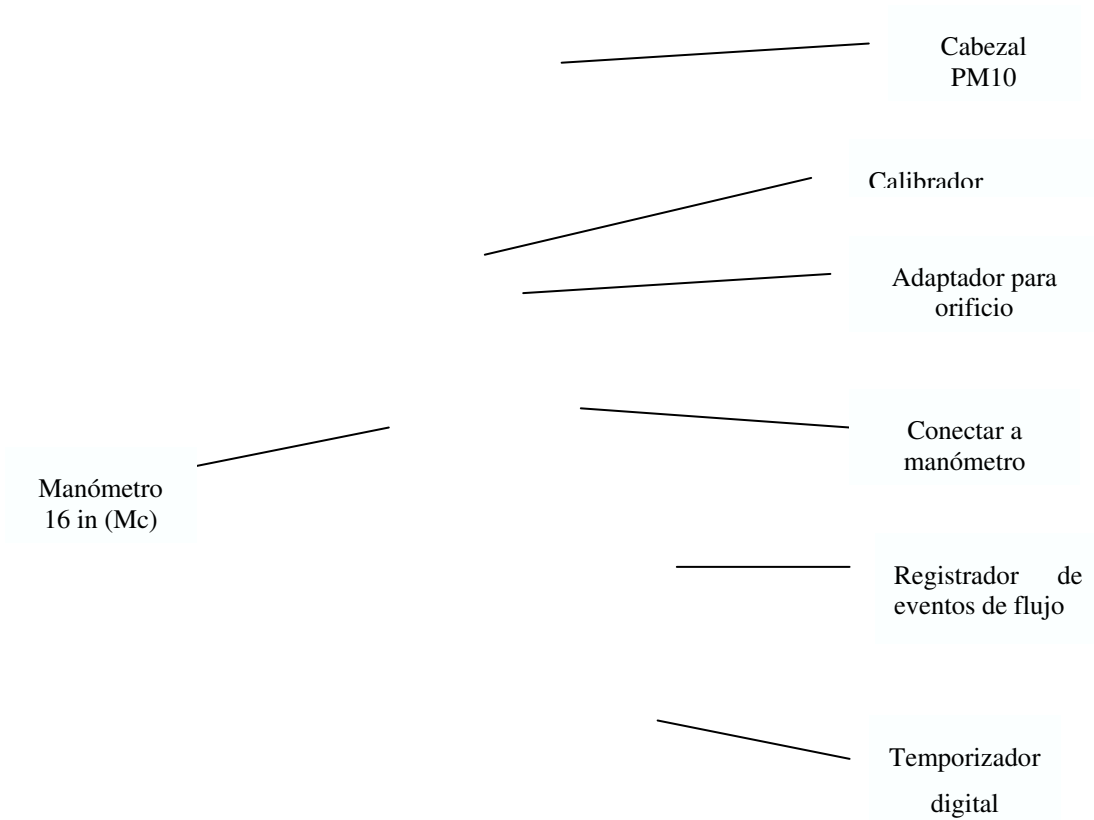 Cabezal
PM10
Calibrador
Adaptador para
orificio
Conectar a
manómetro
Manómetro
16 in (Mc)
Registrador de
eventos de flujo
Temporizador
digital